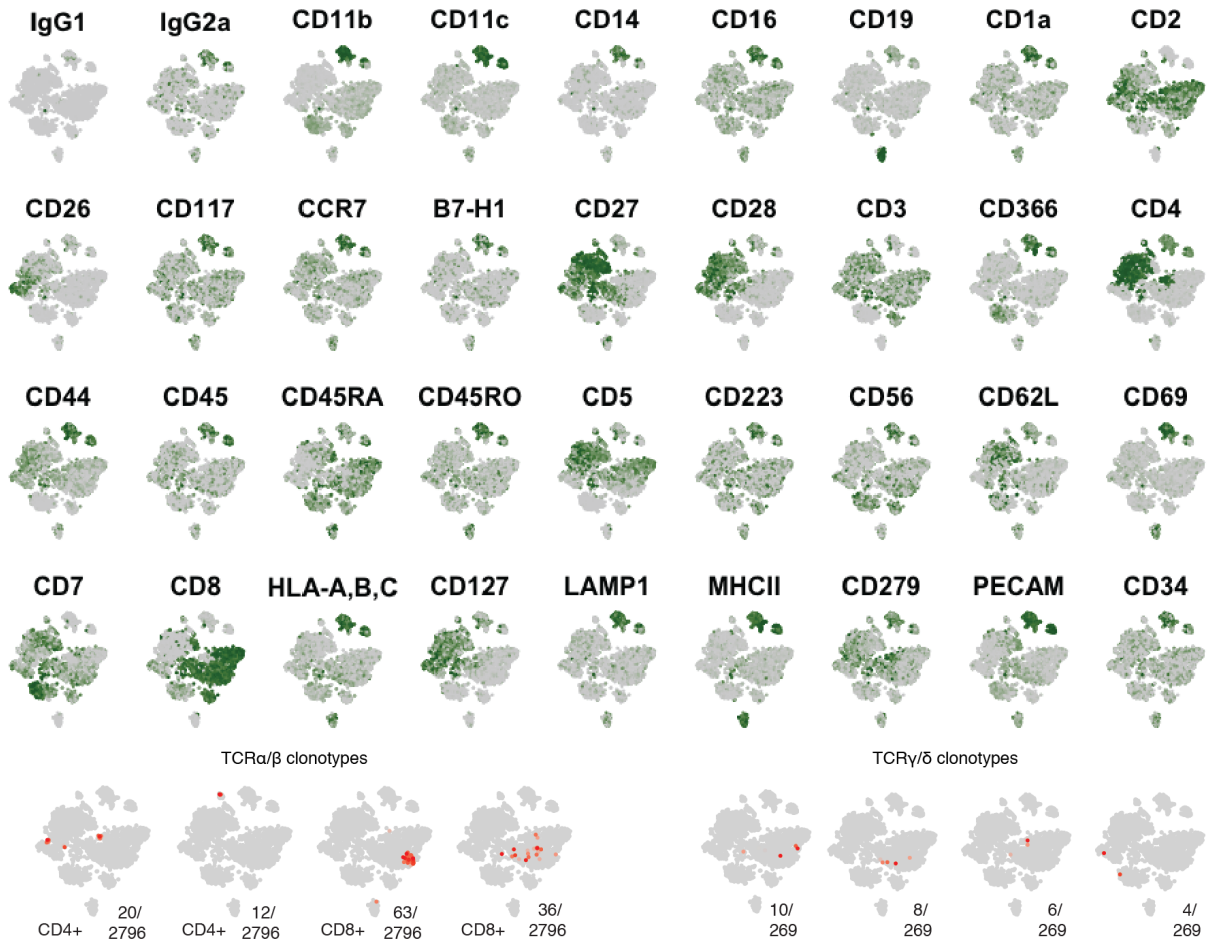 IgG1 IgG2a CD11b CD11c CD14 CD16 CD19 CD1a CD2
CD26 CD117 CCR7 B7-H1 CD27 CD28 CD3 CD366 CD4
CD44 CD45 CD45RA CD45RO CD5 CD223 CD56 CD62L CD69
CD7 CD8 HLA-A,B,C CD127 LAMP1 MHCII CD279 PECAM CD34
TCRα/β clonotypes TCRγ/δ clonotypes
20/ 12/ 63/ 36/ 10/ 8/ 6/ 4/
CD4+ 2796 CD4+ 2796 CD8+ 2796 CD8+ 2796 269 269 269 269